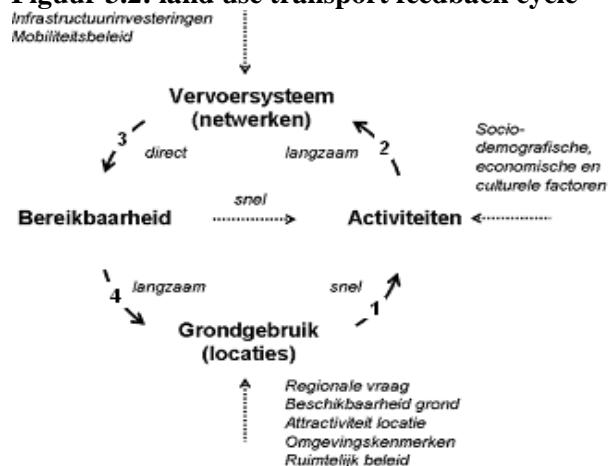 Figuur 3.2: land use transport feedback cycle
Infrastructuurinvesteringen
Mobiliteitsbeleid
Vervoersysteem
(netwerken)
3
direct
langzaam
2
Socio-
demografische,
economische en
culturele factoren
Bereikbaarheid
snel
Activiteiten
4
langzaam
snel
1
Grondgebruik
(locaties)
Regionale vraag
Beschikbaarheid grond
Attractiviteit locatie
Omgevingskenmerken
Ruimtelijk beleid